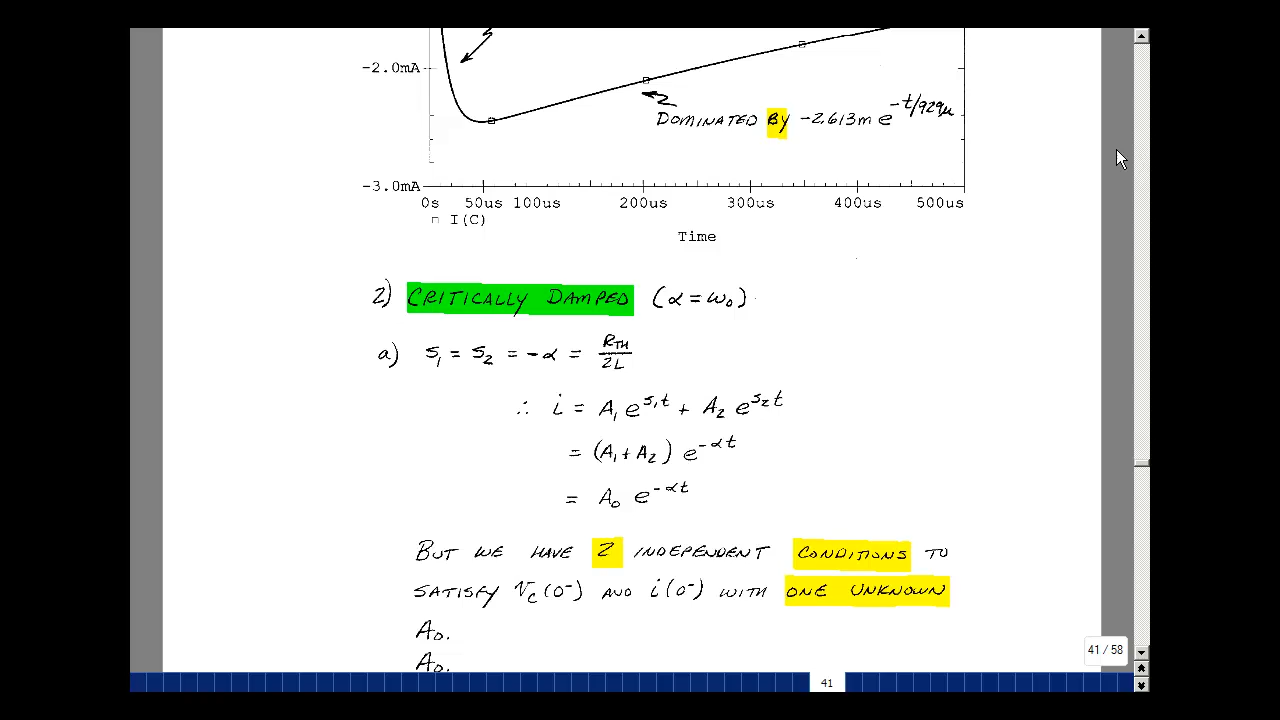 -2.0mA
DOMINATED BY -2.613m e^-t/929μ
-3.0mA
0s 50us 100us 200us 300us 400us 500us
I(C)
Time
2) CRITICALLY DAMPED (α = ω₀)
a) S₁ = S₂ = -α = R_TH/2L
∴ i = A₁ e^S₁t + A₂ e^S₂t
= (A₁ + A₂) e^-αt
= A₀ e^-αt
BUT WE HAVE 2 INDEPENDENT CONDITIONS TO
SATISFY V_C(0⁻) AND i(0⁻) WITH ONE UNKNOWN
A₀.
A₀.
41 / 58
41